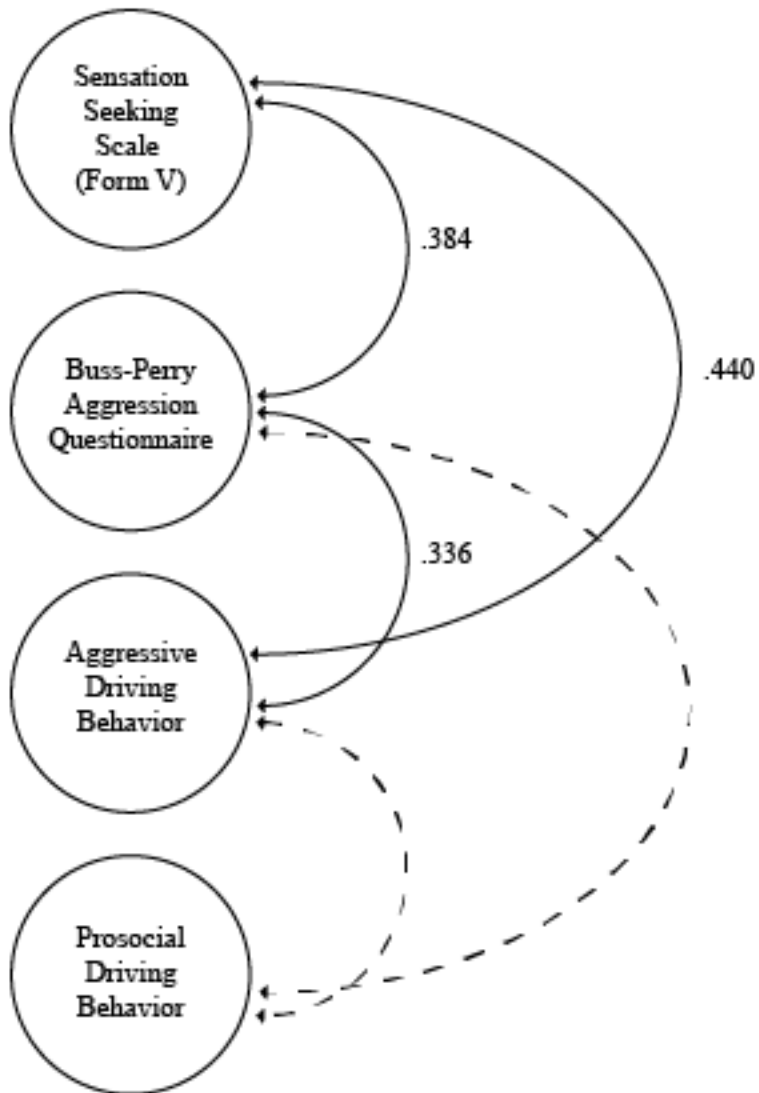 Sensation
Seeking
Scale
(Form V)
.384
.440
Buss-Perry
Aggression
Questionnaire
.336
Aggressive
Driving
Behavior
Prosocial
Driving
Behavior